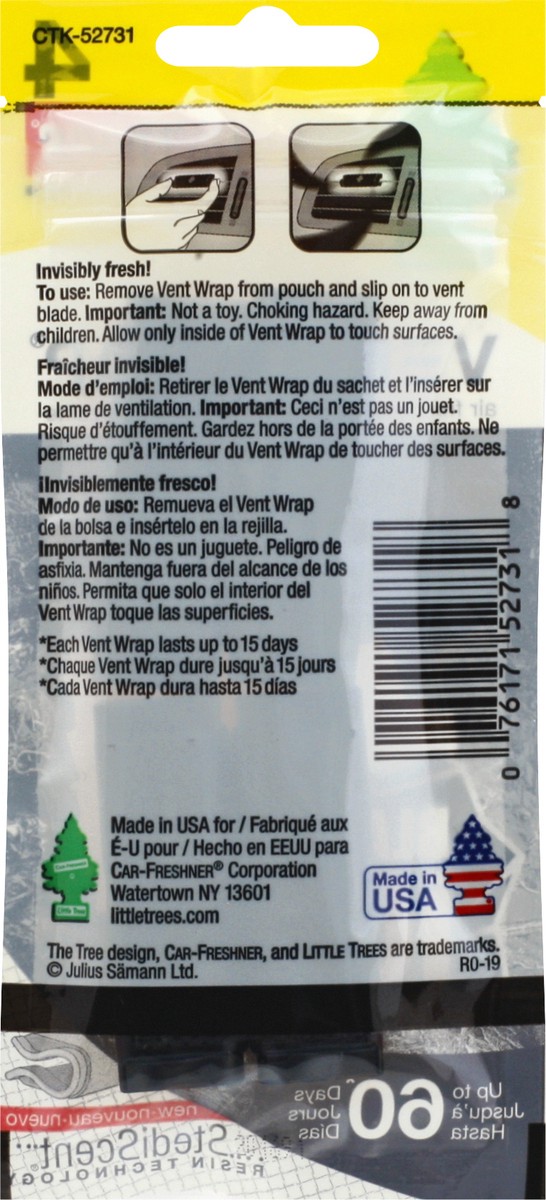 CTK-52731
4
Invisibly fresh!
To use: Remove Vent Wrap from pouch and slip on to vent
blade. Important: Not a toy. Choking hazard. Keep away from
children. Allow only inside of Vent Wrap to touch surfaces.
Fraîcheur invisible!
Mode d'emploi: Retirer le Vent Wrap du sachet et l'insérer sur
la lame de ventilation. Important: Ceci n'est pas un jouet.
Risque d'étouffement. Gardez hors de la portée des enfants. Ne
permettre qu'à l'intérieur du Vent Wrap de toucher des surfaces.
¡Invisiblemente fresco!
Modo de uso: Remueva el Vent Wrap
de la bolsa e insértelo en la rejilla.
Importante: No es un juguete. Peligro de
asfixia. Mantenga fuera del alcance de los
niños. Permita que solo el interior del
Vent Wrap toque las superficies.
*Each Vent Wrap lasts up to 15 days
*Chaque Vent Wrap dure jusqu'à 15 jours
*Cada Vent Wrap dura hasta 15 días
0 76171 52731 8
Made in USA for / Fabriqué aux
É-U pour / Hecho en EEUU para
CAR-FRESHNER® Corporation
Watertown NY 13601
littletrees.com
Car-Freshner
Little Trees
Made in
USA
The Tree design, CAR-FRESHNER, and LITTLE TREES are trademarks.
© Julius Sämann Ltd.
R0-19
Up to
Jusqu'à
Hasta
60*
Days
Jours
Días
new-nouveau-nuevo
StediScent™
RESIN TECHNOLOGY